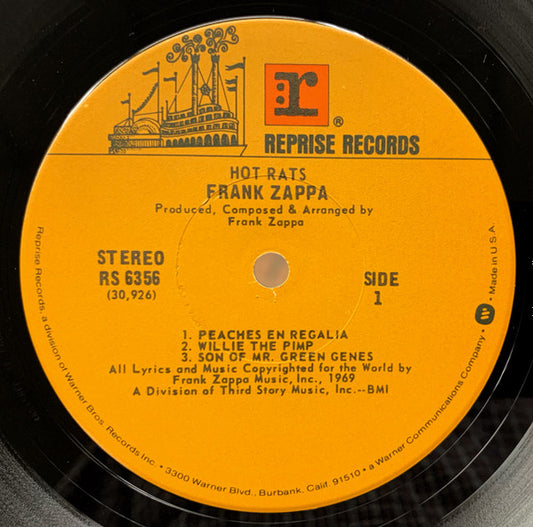 r
®
REPRISE RECORDS
HOT RATS
FRANK ZAPPA
Produced, Composed & Arranged by
Frank Zappa
STEREO
RS 6356
(30,926)
SIDE
1
1. PEACHES EN REGALIA
2. WILLIE THE PIMP
3. SON OF MR. GREEN GENES
All Lyrics and Music Copyrighted for the World by
Frank Zappa Music, Inc., 1969
A Division of Third Story Music, Inc.--BMI
Reprise Records, a division of Warner Bros. Records Inc. • 3300 Warner Blvd., Burbank, Calif. 91510 • a Warner Communications Company • W • Made in U.S.A.